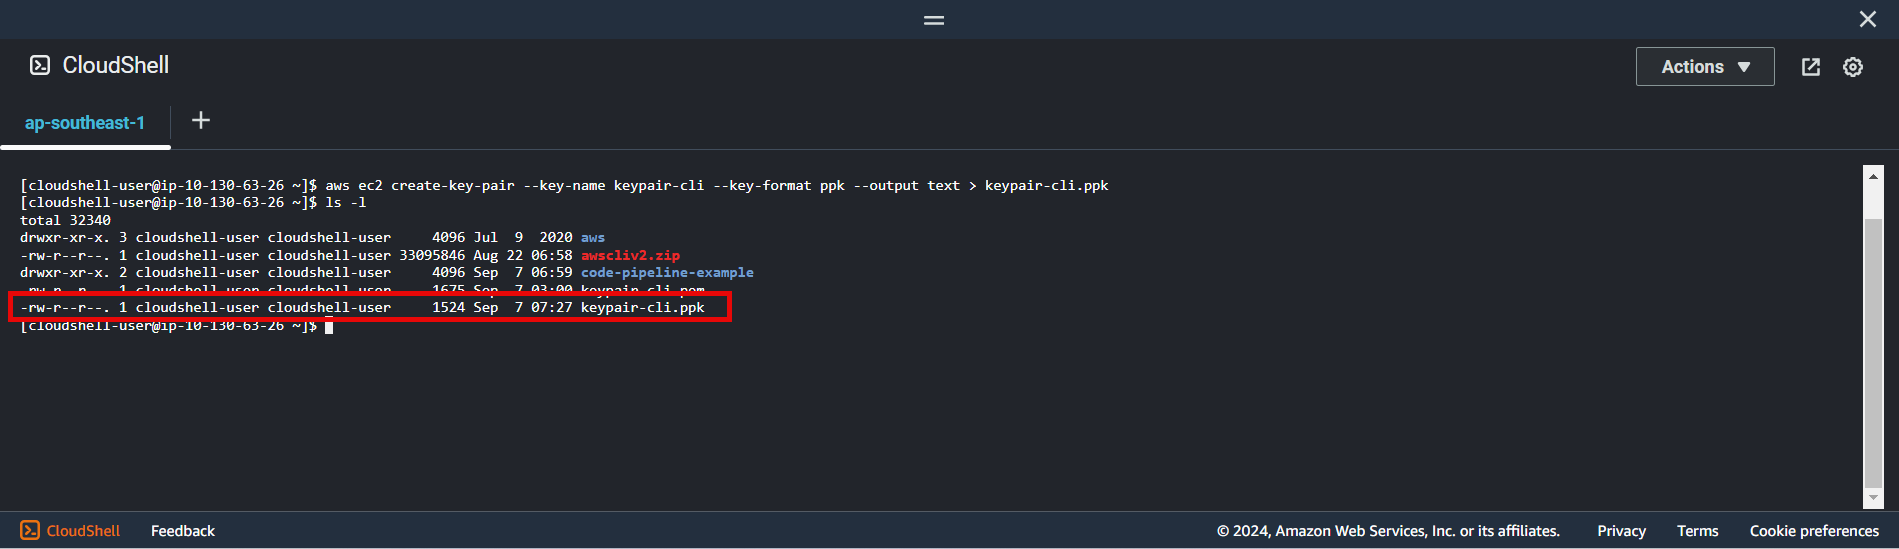 CloudShell
Actions ▼
ap-southeast-1 +
[cloudshell-user@ip-10-130-63-26 ~]$ aws ec2 create-key-pair --key-name keypair-cli --key-format ppk --output text > keypair-cli.ppk
[cloudshell-user@ip-10-130-63-26 ~]$ ls -l
total 32340
drwxr-xr-x. 3 cloudshell-user cloudshell-user     4096 Jul  9  2020 aws
-rw-r--r--. 1 cloudshell-user cloudshell-user 33095846 Aug 22 06:58 awscliv2.zip
drwxr-xr-x. 2 cloudshell-user cloudshell-user     4096 Sep  7 06:59 code-pipeline-example
-rw-r--r--. 1 cloudshell-user cloudshell-user     1675 Sep  7 03:00 keypair-cli.pem
-rw-r--r--. 1 cloudshell-user cloudshell-user     1524 Sep  7 07:27 keypair-cli.ppk
[cloudshell-user@ip-10-130-63-26 ~]$
CloudShell Feedback © 2024, Amazon Web Services, Inc. or its affiliates. Privacy Terms Cookie preferences